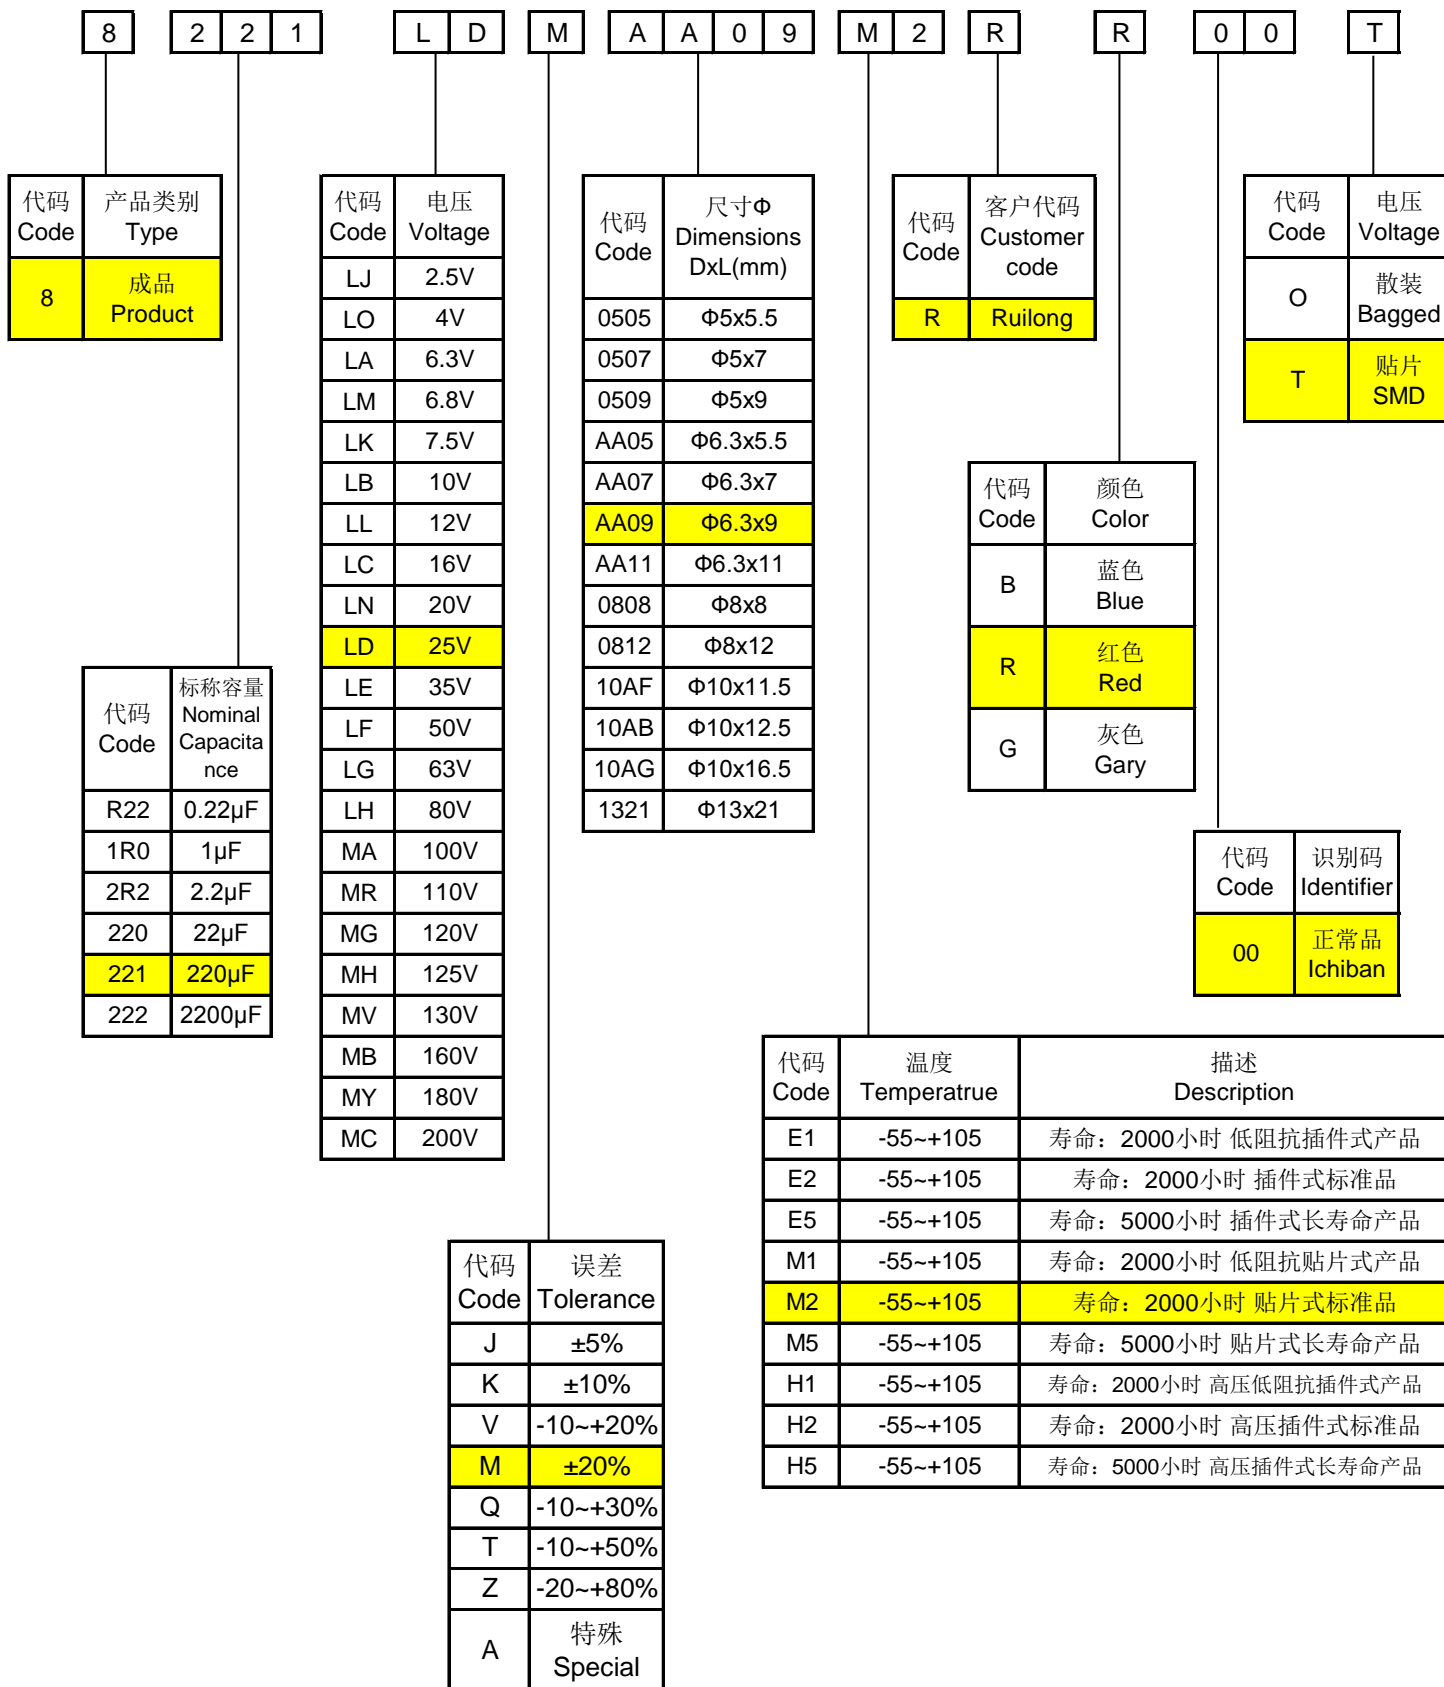 8 2 2 1 L D M A A 0 9 M 2 R R 0 0 T
代码 产品类别
Code Type
8 成品
Product
代码 标称容量
Code Nominal
Capacita
nce
R22 0.22µF
1R0 1µF
2R2 2.2µF
220 22µF
221 220µF
222 2200µF
代码 电压
Code Voltage
LJ 2.5V
LO 4V
LA 6.3V
LM 6.8V
LK 7.5V
LB 10V
LL 12V
LC 16V
LN 20V
LD 25V
LE 35V
LF 50V
LG 63V
LH 80V
MA 100V
MR 110V
MG 120V
MH 125V
MV 130V
MB 160V
MY 180V
MC 200V
代码 误差
Code Tolerance
J ±5%
K ±10%
V -10~+20%
M ±20%
Q -10~+30%
T -10~+50%
Z -20~+80%
A 特殊
Special
代码 尺寸Φ
Code Dimensions
DxL(mm)
0505 Φ5x5.5
0507 Φ5x7
0509 Φ5x9
AA05 Φ6.3x5.5
AA07 Φ6.3x7
AA09 Φ6.3x9
AA11 Φ6.3x11
0808 Φ8x8
0812 Φ8x12
10AF Φ10x11.5
10AB Φ10x12.5
10AG Φ10x16.5
1321 Φ13x21
代码 温度 描述
Code Temperatrue Description
E1 -55~+105 寿命：2000小时 低阻抗插件式产品
E2 -55~+105 寿命：2000小时 插件式标准品
E5 -55~+105 寿命：5000小时 插件式长寿命产品
M1 -55~+105 寿命：2000小时 低阻抗贴片式产品
M2 -55~+105 寿命：2000小时 贴片式标准品
M5 -55~+105 寿命：5000小时 贴片式长寿命产品
H1 -55~+105 寿命：2000小时 高压低阻抗插件式产品
H2 -55~+105 寿命：2000小时 高压插件式标准品
H5 -55~+105 寿命：5000小时 高压插件式长寿命产品
代码 客户代码
Code Customer
code
R Ruilong
代码 颜色
Code Color
B 蓝色
Blue
R 红色
Red
G 灰色
Gary
代码 识别码
Code Identifier
00 正常品
Ichiban
代码 电压
Code Voltage
O 散装
Bagged
T 贴片
SMD